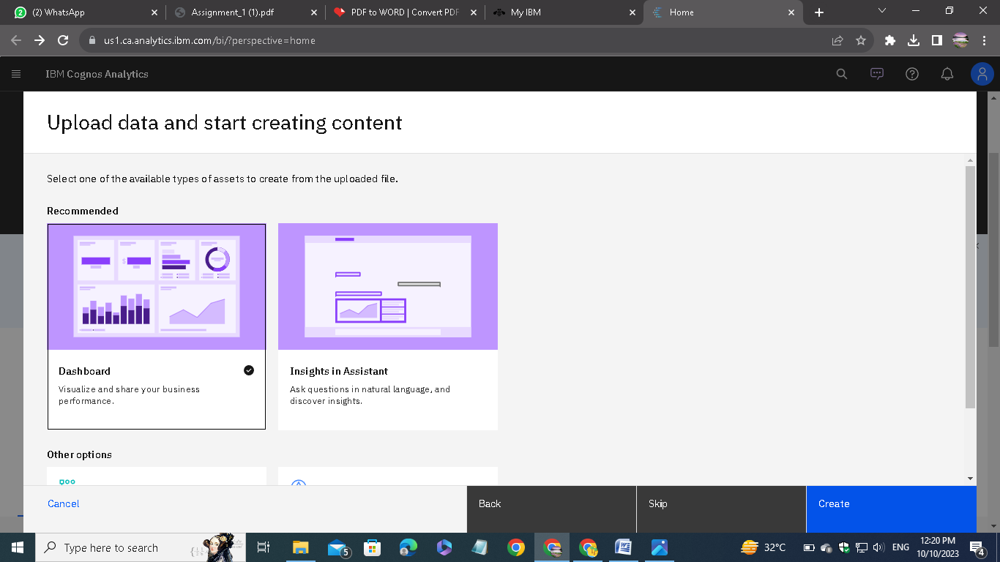 (2) WhatsApp
Assignment_1 (1).pdf
PDF to WORD | Convert PDF
My IBM
Home
us1.ca.analytics.ibm.com/bi/?perspective=home
IBM Cognos Analytics
Upload data and start creating content
Select one of the available types of assets to create from the uploaded file.
Recommended
Dashboard
Visualize and share your business
performance.
Insights in Assistant
Ask questions in natural language, and
discover insights.
Other options
Cancel
Back
Skip
Create
Type here to search
5
32°C
ENG
12:20 PM
10/10/2023
4